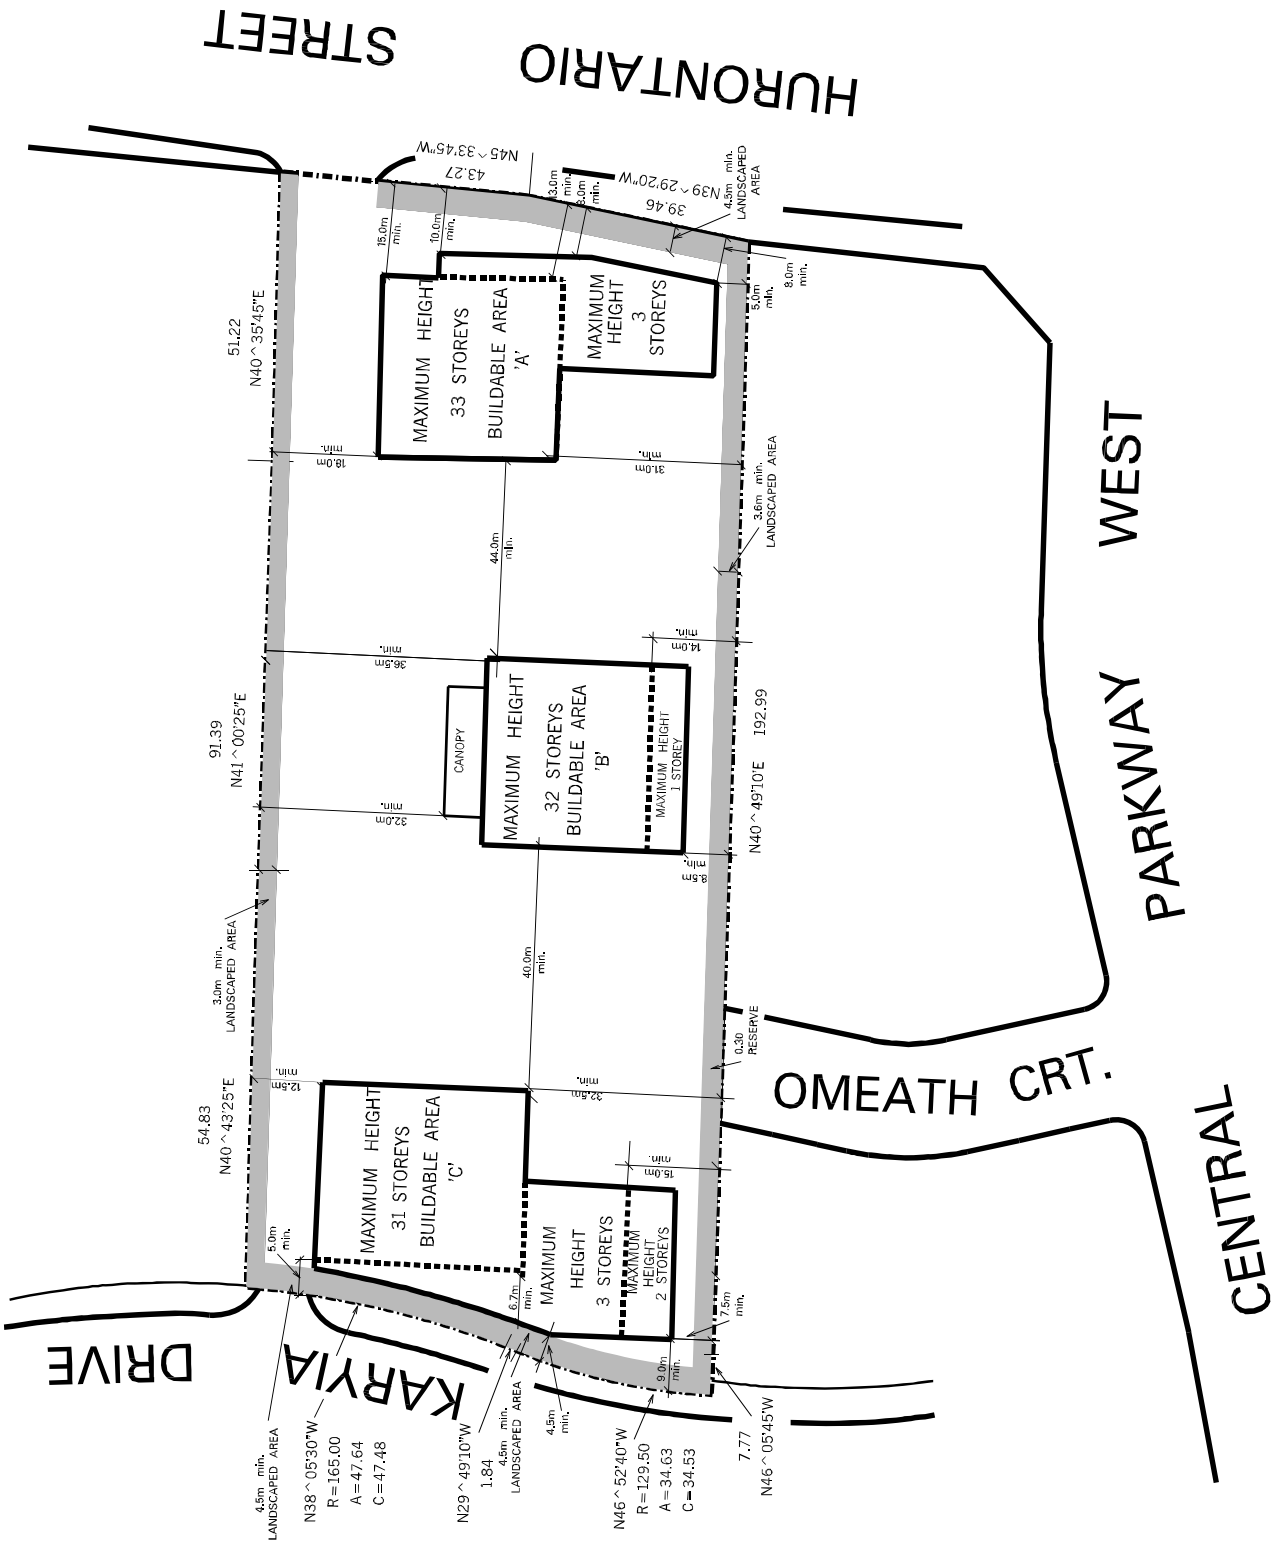 HURONTARIO STREET
N45^33'45"W
43.27
N39^29'20"W
39.46
4.5m min.
LANDSCAPED
AREA
15.0m
min.
10.0m
min.
13.0m
min.
8.0m
min.
8.0m
min.
5.0m
min.
51.22
N40^35'45"E
MAXIMUM HEIGHT
33 STOREYS
BUILDABLE AREA
'A'
MAXIMUM
HEIGHT
3
STOREYS
18.0m
min.
31.0m
min.
3.6m min.
LANDSCAPED AREA
44.0m
min.
36.5m
min.
14.0m
min.
91.39
N41^00'25"E
CANOPY
MAXIMUM HEIGHT
32 STOREYS
BUILDABLE AREA
'B'
MAXIMUM HEIGHT
1 STOREY
N40^49'10"E 192.99
32.0m
min.
8.5m
min.
3.0m min.
LANDSCAPED AREA
40.0m
min.
0.30
RESERVE
12.5m
min.
32.5m
min.
54.83
N40^43'25"E
MAXIMUM HEIGHT
31 STOREYS
BUILDABLE AREA
'C'
15.0m
min.
MAXIMUM
HEIGHT
3 STOREYS
MAXIMUM
HEIGHT
2 STOREYS
5.0m
min.
6.7m
min.
7.5m
min.
9.0m
min.
4.5m
min.
4.5m min.
LANDSCAPED AREA
N38^05'30"W
R=165.00
A=47.64
C=47.48
N29^49'10"W
1.84
4.5m min.
LANDSCAPED AREA
N46^52'40"W
R=129.50
A=34.63
C=34.53
7.77
N46^05'45"W
KARYIA DRIVE
OMEATH CRT.
CENTRAL PARKWAY WEST